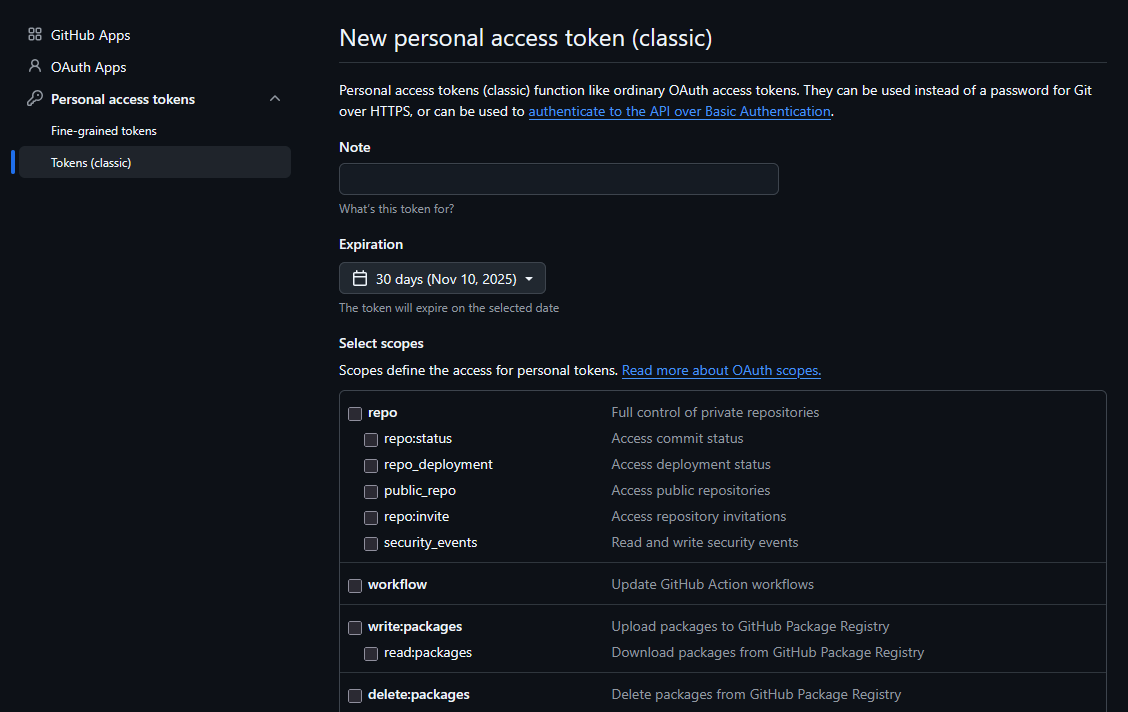 GitHub Apps
OAuth Apps
Personal access tokens
Fine-grained tokens
Tokens (classic)
New personal access token (classic)
Personal access tokens (classic) function like ordinary OAuth access tokens. They can be used instead of a password for Git
over HTTPS, or can be used to authenticate to the API over Basic Authentication.
Note
What's this token for?
Expiration
30 days (Nov 10, 2025)
The token will expire on the selected date
Select scopes
Scopes define the access for personal tokens. Read more about OAuth scopes.
repo Full control of private repositories
repo:status Access commit status
repo_deployment Access deployment status
public_repo Access public repositories
repo:invite Access repository invitations
security_events Read and write security events
workflow Update GitHub Action workflows
write:packages Upload packages to GitHub Package Registry
read:packages Download packages from GitHub Package Registry
delete:packages Delete packages from GitHub Package Registry